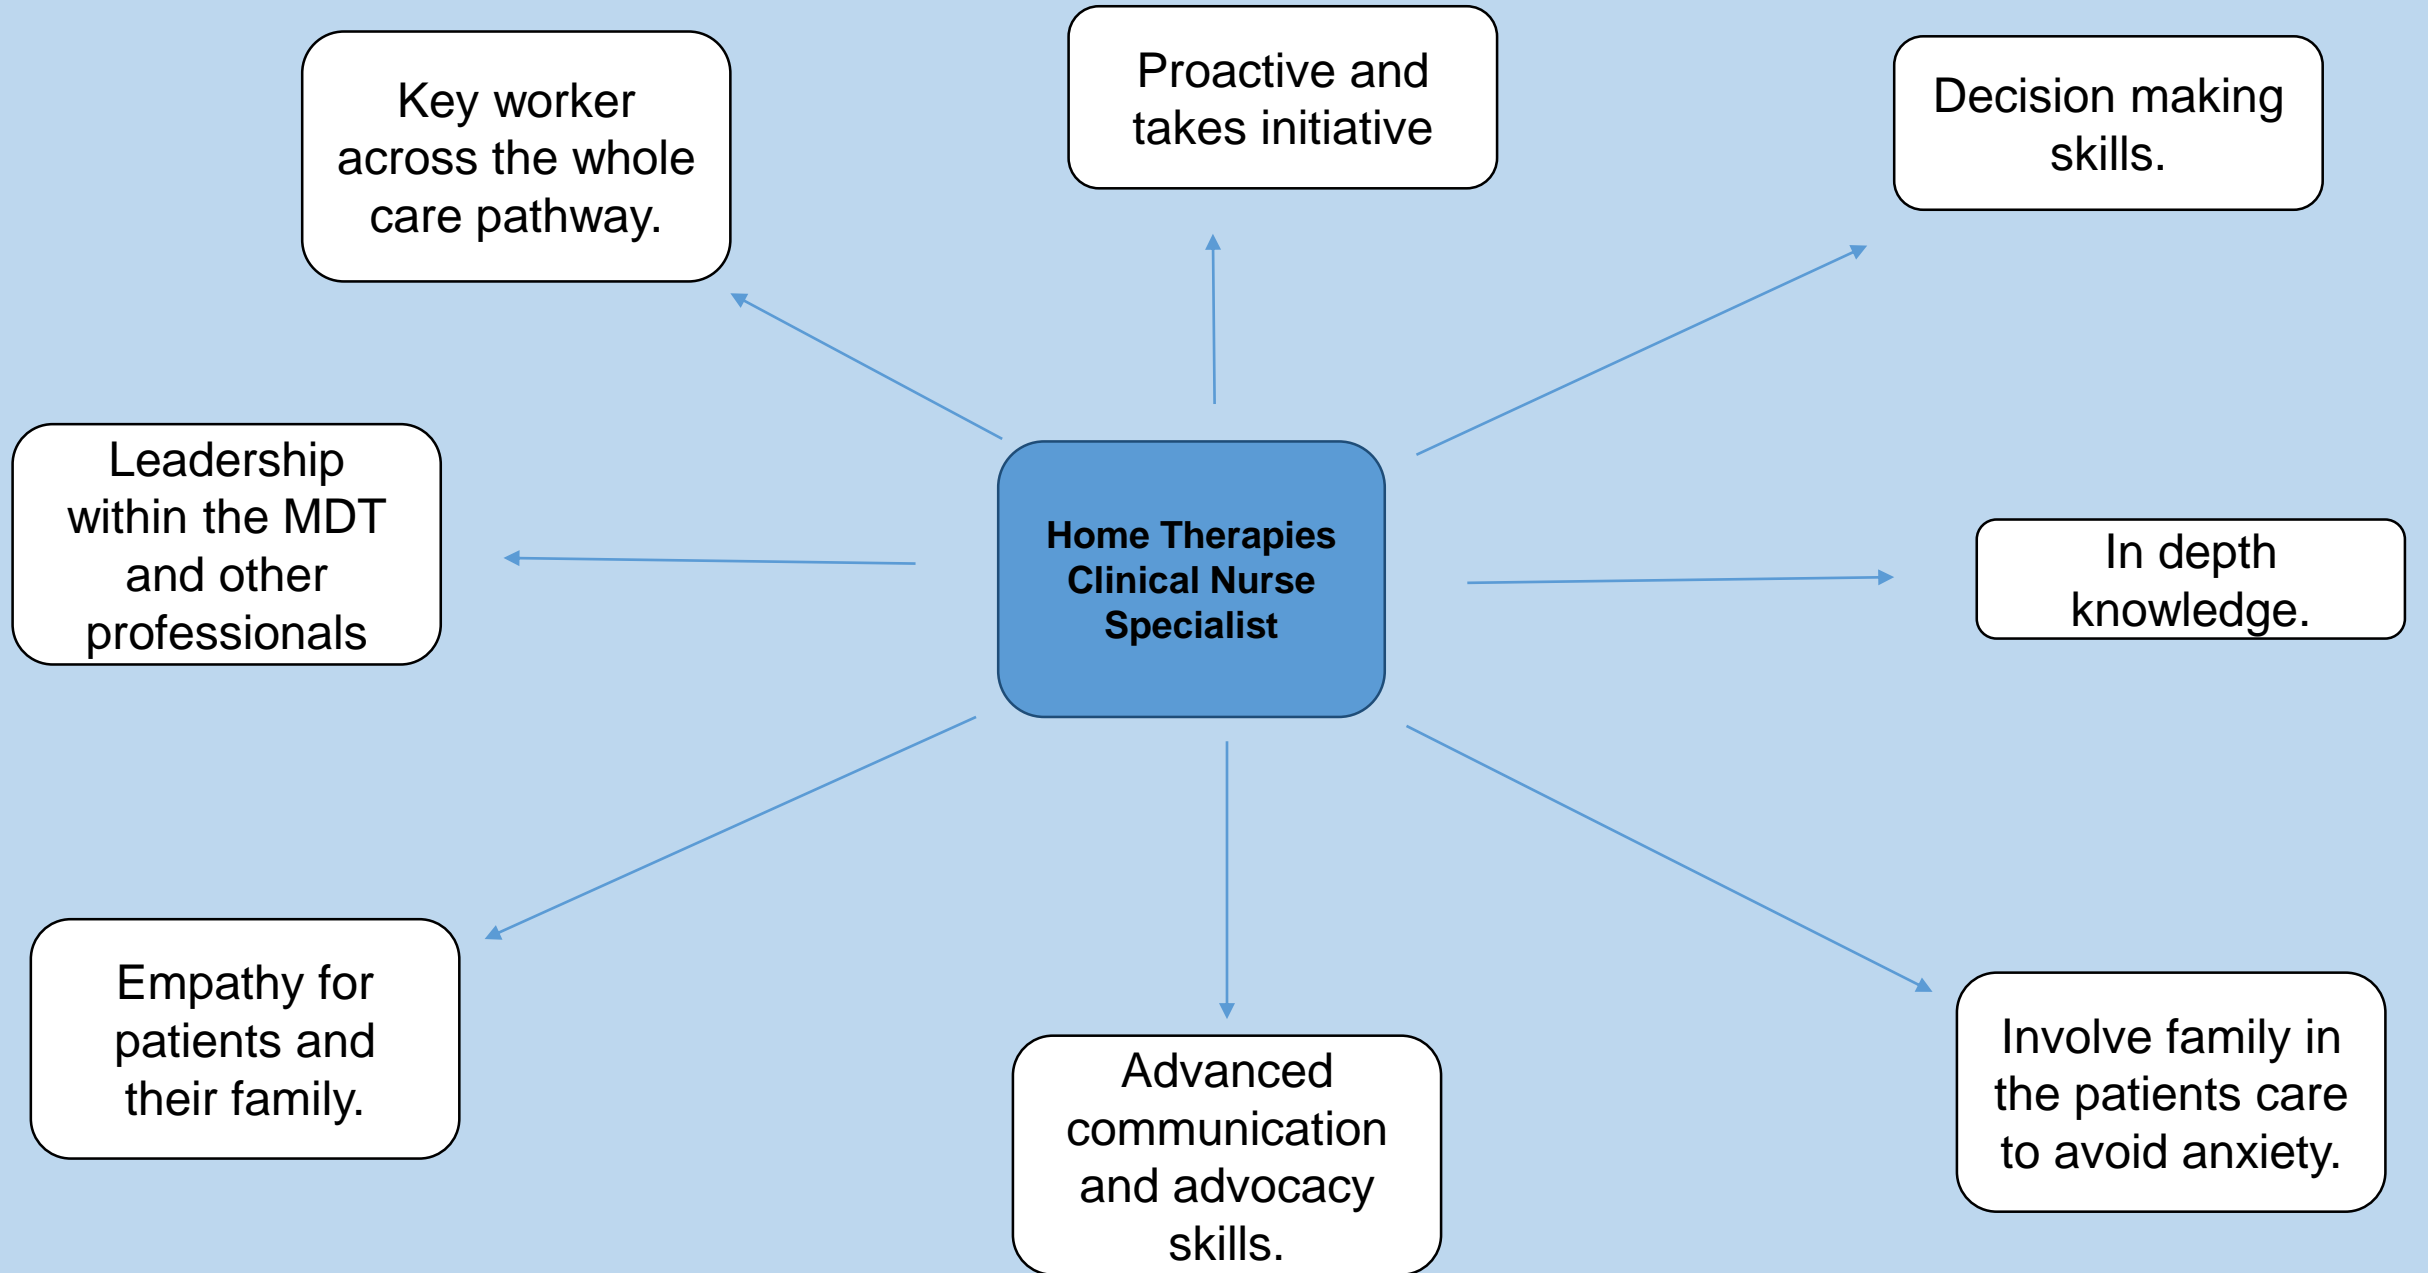 Key worker
across the whole
care pathway.
Proactive and
takes initiative
Decision making
skills.
Leadership
within the MDT
and other
professionals
Home Therapies
Clinical Nurse
Specialist
In depth
knowledge.
Empathy for
patients and
their family.
Advanced
communication
and advocacy
skills.
Involve family in
the patients care
to avoid anxiety.